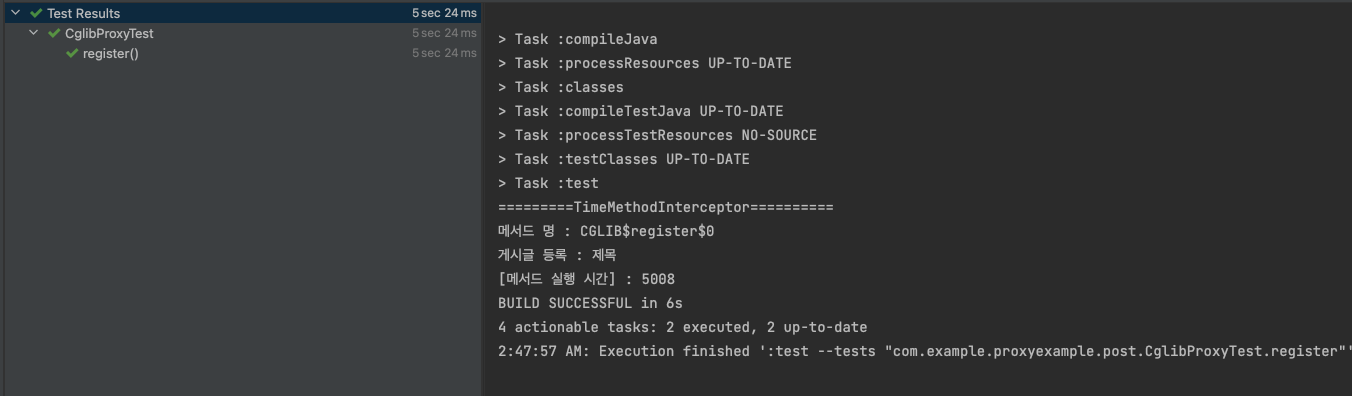 Test Results 5 sec 24 ms
CglibProxyTest 5 sec 24 ms
register() 5 sec 24 ms
> Task :compileJava
> Task :processResources UP-TO-DATE
> Task :classes
> Task :compileTestJava UP-TO-DATE
> Task :processTestResources NO-SOURCE
> Task :testClasses UP-TO-DATE
> Task :test
=========TimeMethodInterceptor==========
메서드 명 : CGLIB$register$0
게시글 등록 : 제목
[메서드 실행 시간] : 5008
BUILD SUCCESSFUL in 6s
4 actionable tasks: 2 executed, 2 up-to-date
2:47:57 AM: Execution finished ':test --tests "com.example.proxyexample.post.CglibProxyTest.register"'